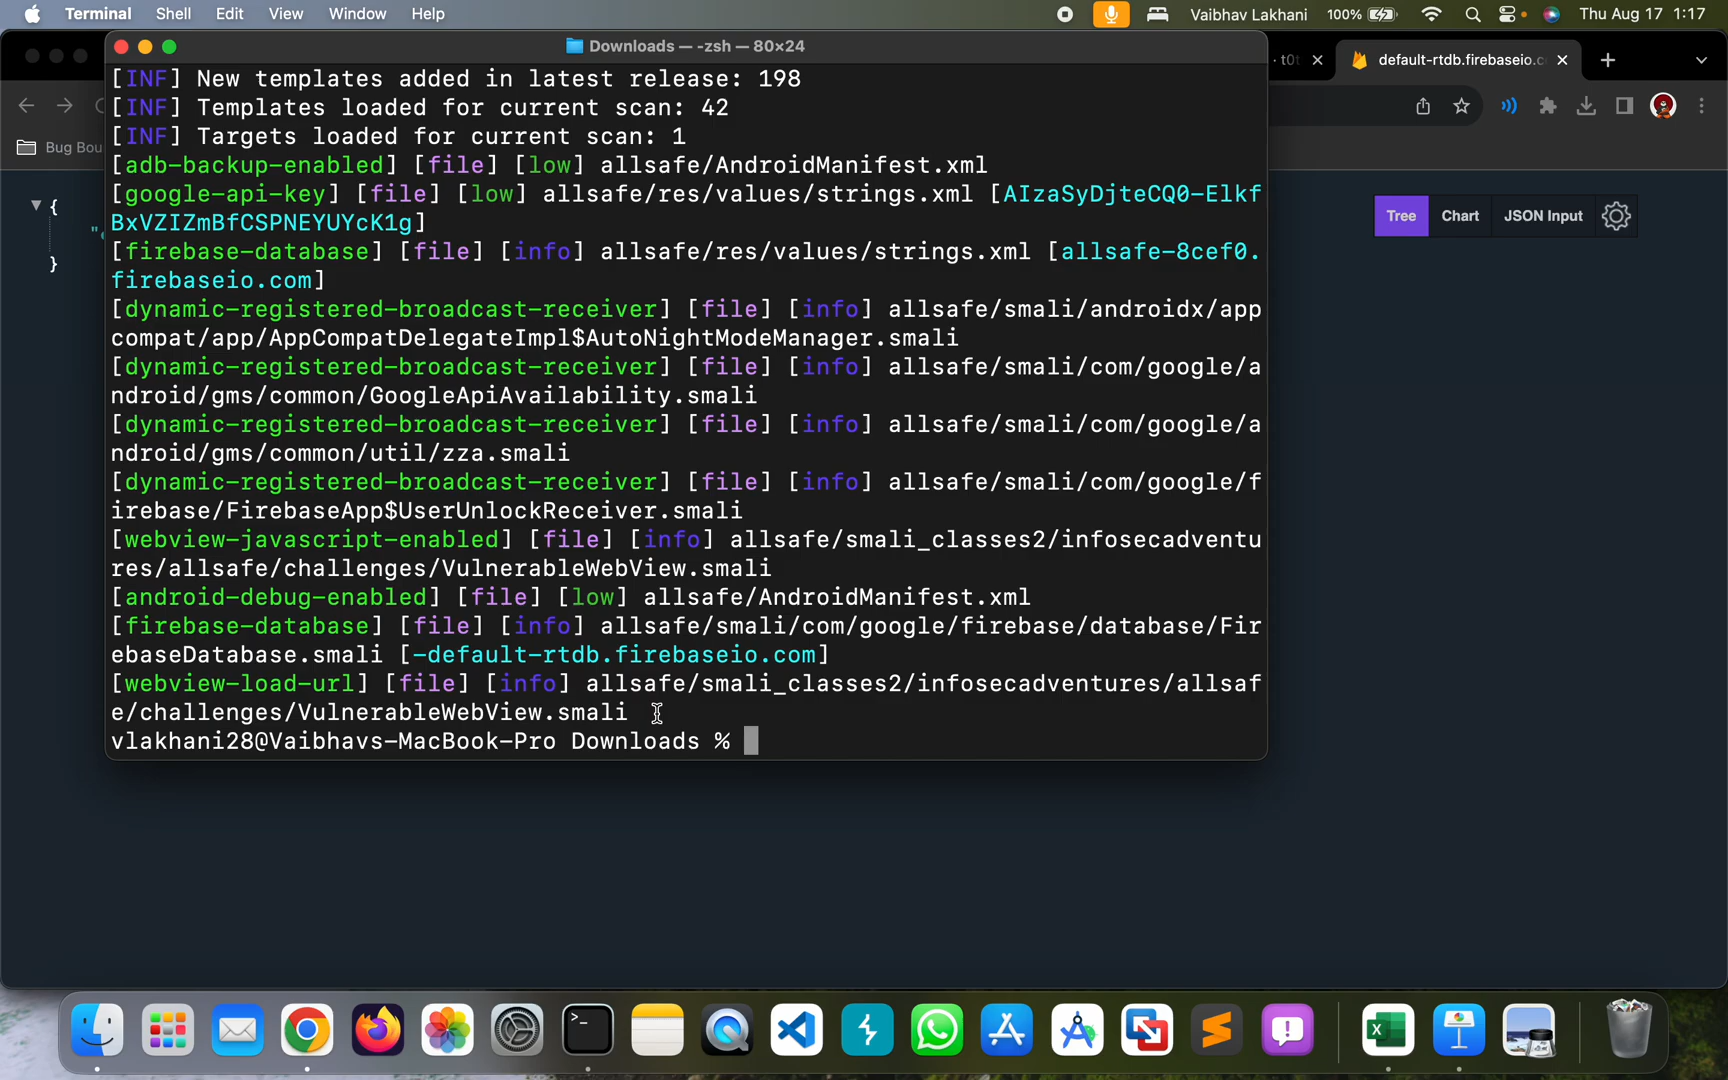 Terminal Shell Edit View Window Help Vaibhav Lakhani 100% Thu Aug 17 1:17
Downloads — -zsh — 80×24
default-rtdb.firebaseio.c
Bug Bou
[INF] New templates added in latest release: 198
[INF] Templates loaded for current scan: 42
[INF] Targets loaded for current scan: 1
[adb-backup-enabled] [file] [low] allsafe/AndroidManifest.xml
[google-api-key] [file] [low] allsafe/res/values/strings.xml [AIzaSyDjteCQ0-Elkf
BxVZIZmBfCSPNEYUYcK1g]
[firebase-database] [file] [info] allsafe/res/values/strings.xml [allsafe-8cef0.
firebaseio.com]
[dynamic-registered-broadcast-receiver] [file] [info] allsafe/smali/androidx/app
compat/app/AppCompatDelegateImpl$AutoNightModeManager.smali
[dynamic-registered-broadcast-receiver] [file] [info] allsafe/smali/com/google/a
ndroid/gms/common/GoogleApiAvailability.smali
[dynamic-registered-broadcast-receiver] [file] [info] allsafe/smali/com/google/a
ndroid/gms/common/util/zza.smali
[dynamic-registered-broadcast-receiver] [file] [info] allsafe/smali/com/google/f
irebase/FirebaseApp$UserUnlockReceiver.smali
[webview-javascript-enabled] [file] [info] allsafe/smali_classes2/infosecadventu
res/allsafe/challenges/VulnerableWebView.smali
[android-debug-enabled] [file] [low] allsafe/AndroidManifest.xml
[firebase-database] [file] [info] allsafe/smali/com/google/firebase/database/Fir
ebaseDatabase.smali [-default-rtdb.firebaseio.com]
[webview-load-url] [file] [info] allsafe/smali_classes2/infosecadventures/allsaf
e/challenges/VulnerableWebView.smali
vlakhani28@Vaibhavs-MacBook-Pro Downloads %
{
}
Tree Chart JSON Input